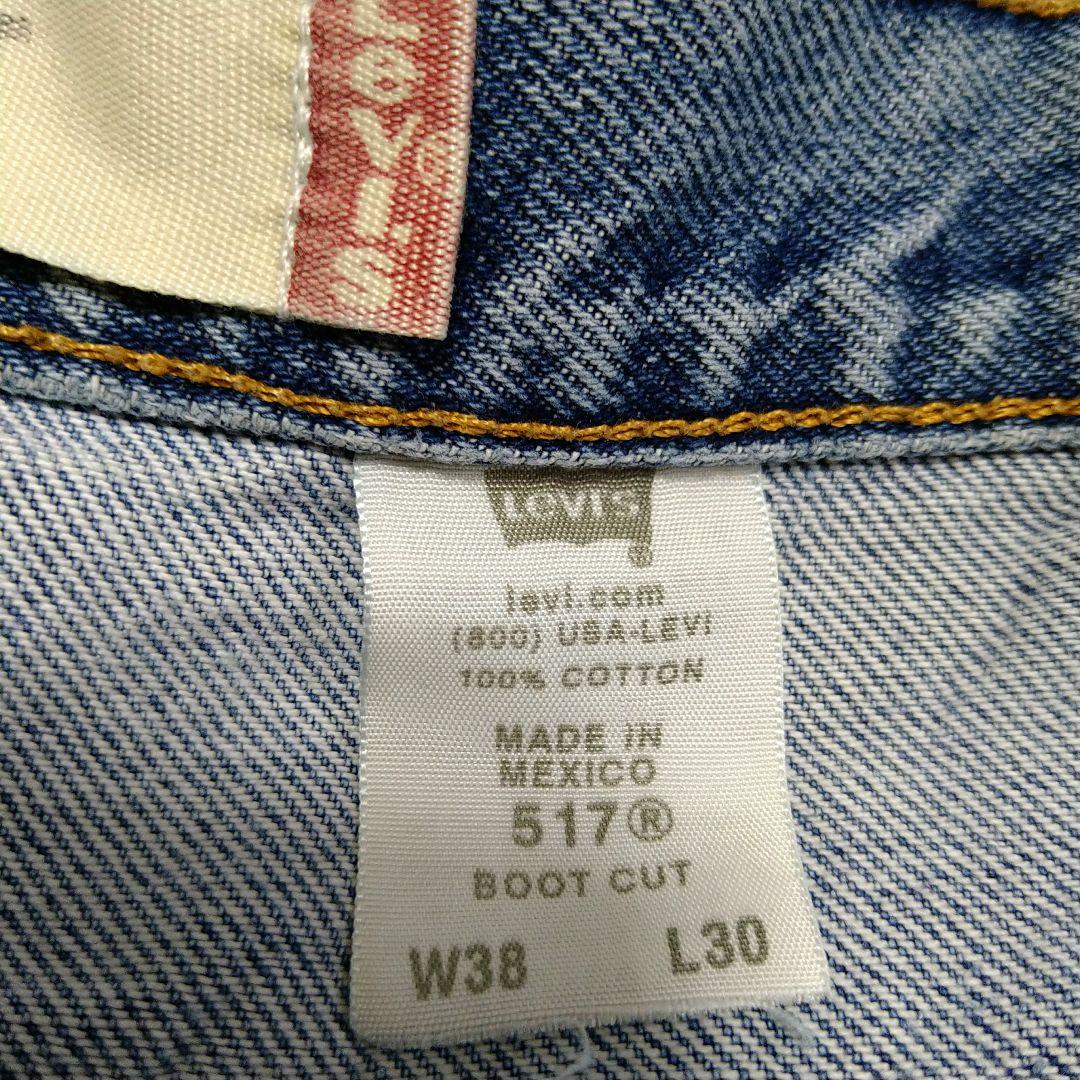 LEVI'S®
LEVI'S
levi.com
(800) USA-LEVI
100% COTTON
MADE IN
MEXICO
517®
BOOT CUT
W38 L30